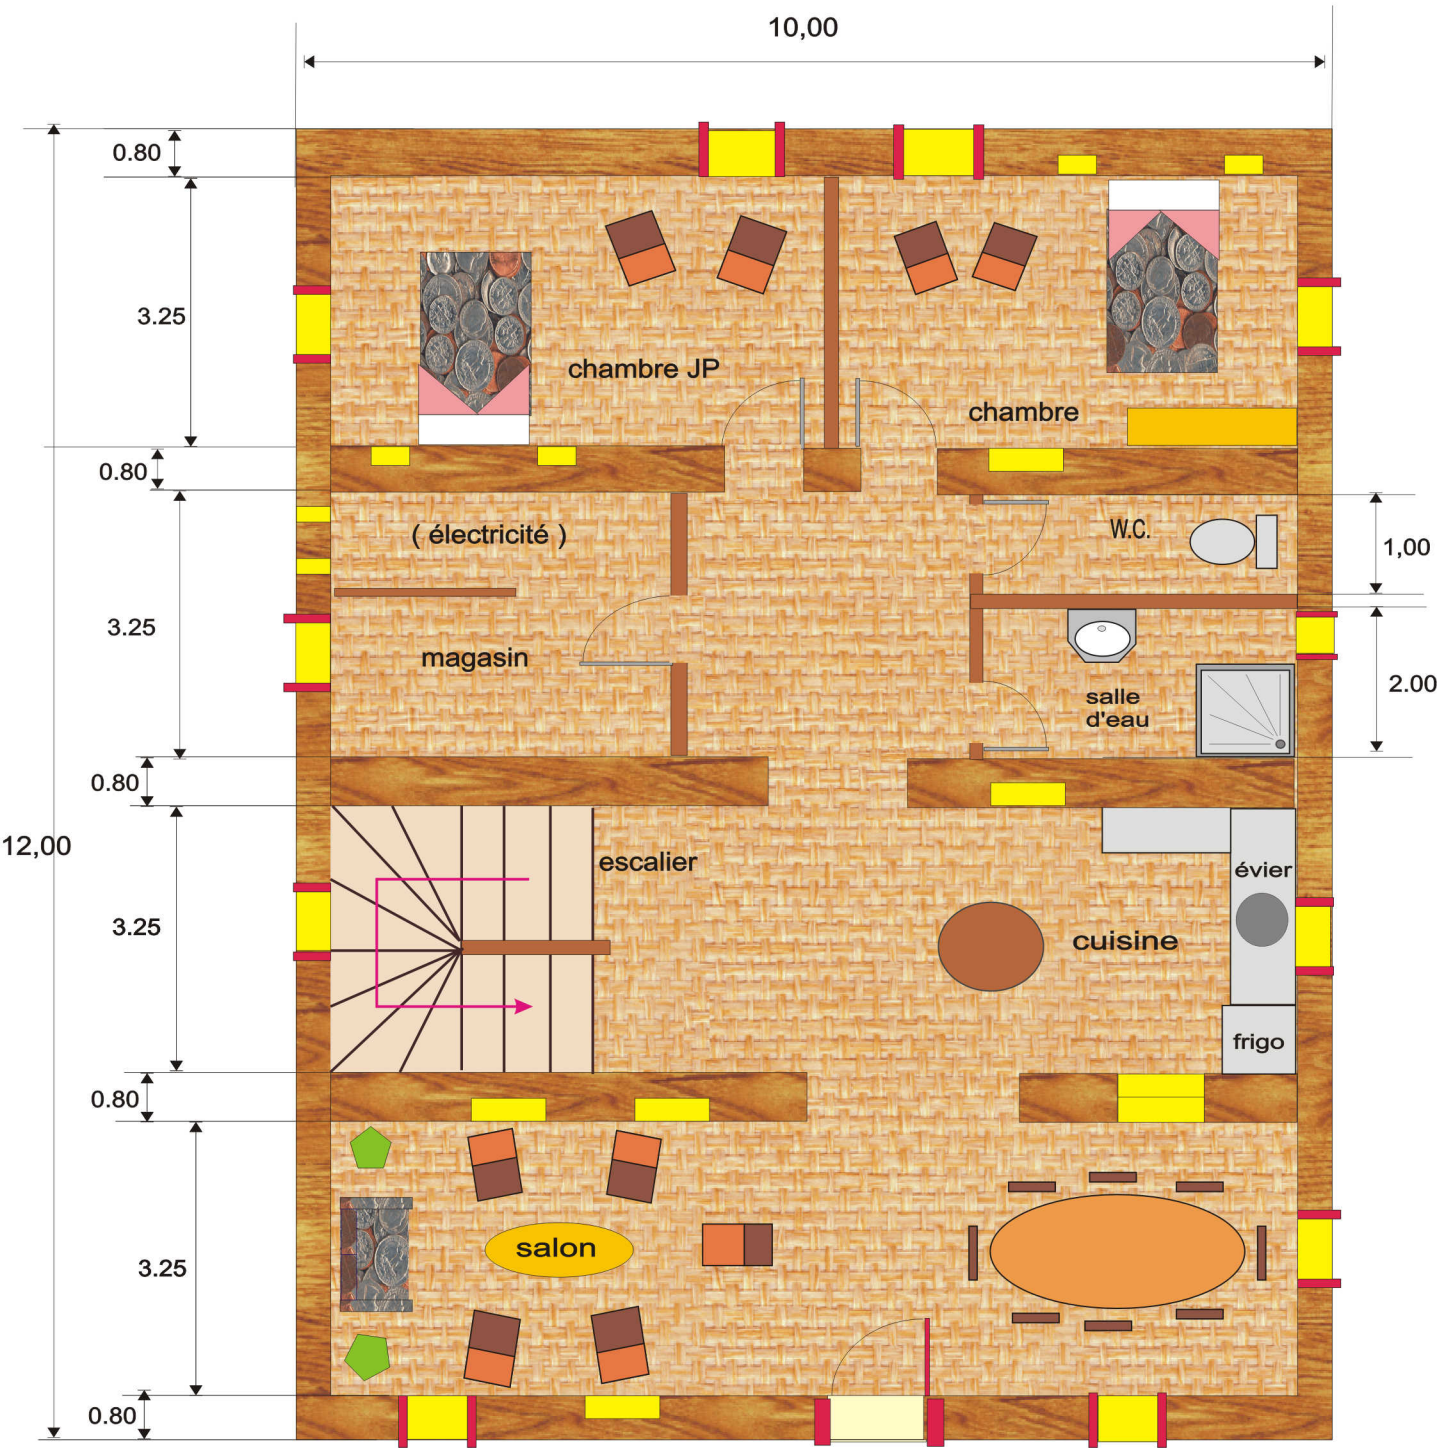 10,00
0.80
3.25
chambre JP
chambre
0.80
( électricité )
W.C.
1,00
3.25
magasin
salle
d'eau
2.00
0.80
12,00
escalier
évier
3.25
cuisine
frigo
0.80
salon
3.25
0.80